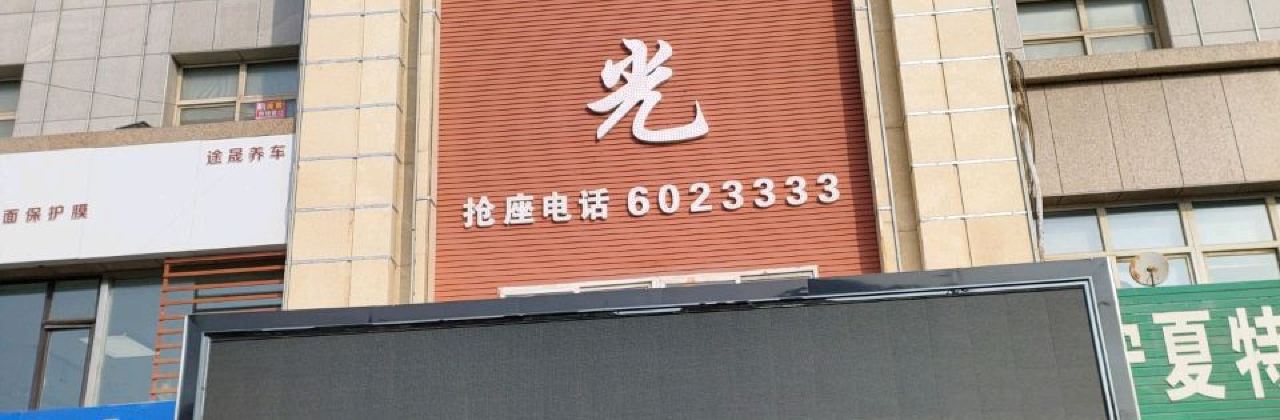 光
抢座电话 6023333
途晟养车
面保护膜
宁夏特